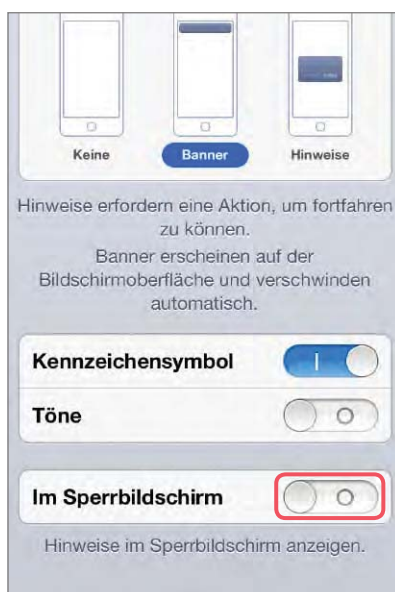 Keine
Banner
Hinweise
Hinweise erfordern eine Aktion, um fortfahren
zu können.
Banner erscheinen auf der
Bildschirmoberfläche und verschwinden
automatisch.
Kennzeichensymbol
Töne
Im Sperrbildschirm
Hinweise im Sperrbildschirm anzeigen.